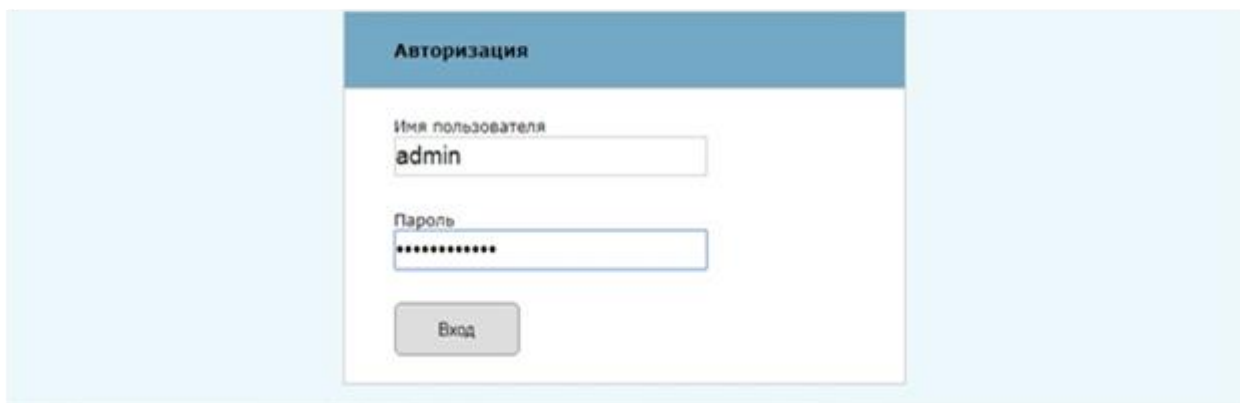 Авторизация
Имя пользователя
admin
Пароль
••••••••••••
Вход